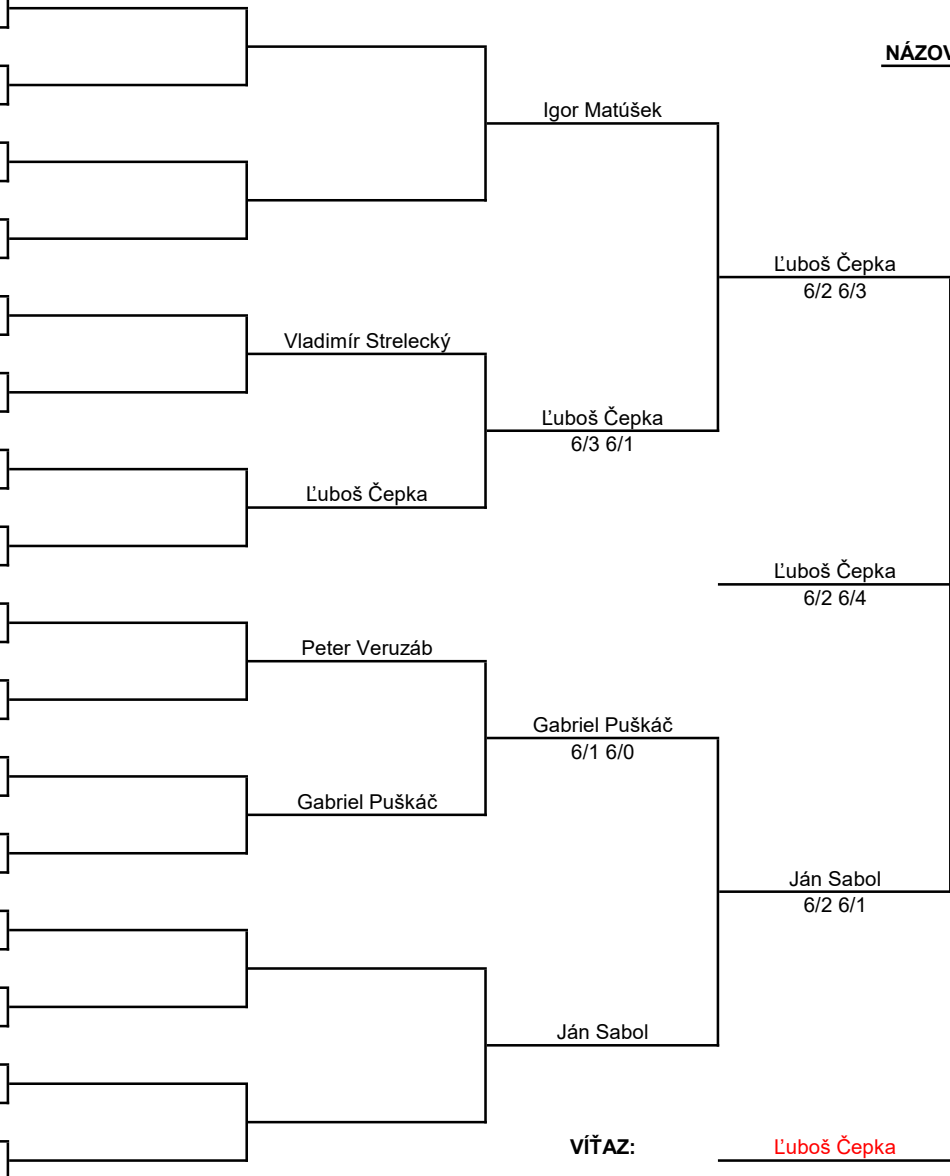 NÁZOV
Igor Matúšek
Ľuboš Čepka
6/2 6/3
Vladimír Strelecký
Ľuboš Čepka
6/3 6/1
Ľuboš Čepka
Ľuboš Čepka
6/2 6/4
Peter Veruzáb
Gabriel Puškáč
6/1 6/0
Gabriel Puškáč
Ján Sabol
6/2 6/1
Ján Sabol
VÍŤAZ: Ľuboš Čepka